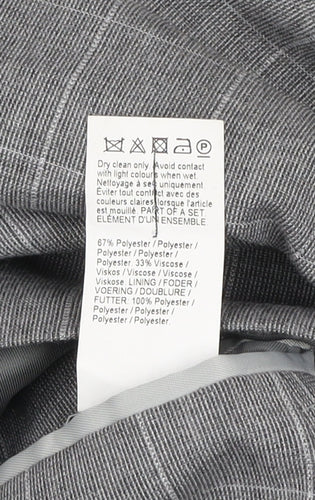 Dry clean only. Avoid contact
with light colours when wet.
Nettoyage à sec uniquement
Éviter tout contact avec des
couleurs claires lorsque l'article
est mouillé. PART OF A SET.
ELÉMENT D'UN ENSEMBLE.
67% Polyester / Polyester /
Polyester / Polyester /
Polyester. 33% Viscose /
Viskos / Viscose / Viscose /
Viskose. LINING / FODER /
VOERING / DOUBLURE /
FUTTER: 100% Polyester /
Polyester / Polyester /
Polyester / Polyester.